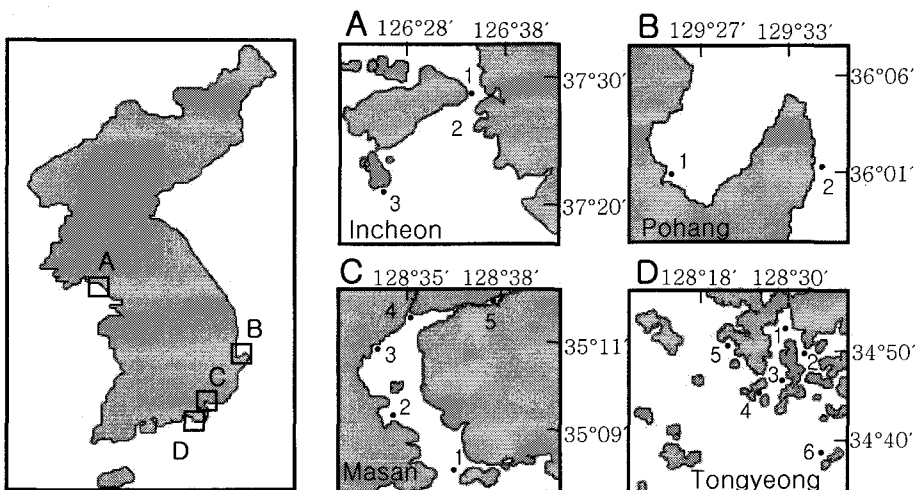 A
B
C
D
A
126°28′ 126°38′
37°30′
37°20′
1
2
3
Incheon
B
129°27′ 129°33′
36°06′
36°01′
1
2
Pohang
C
128°35′ 128°38′
35°11′
35°09′
4
5
3
2
1
Masan
D
128°18′ 128°30′
34°50′
34°40′
1
2
5
3
4
6
Tongyeong